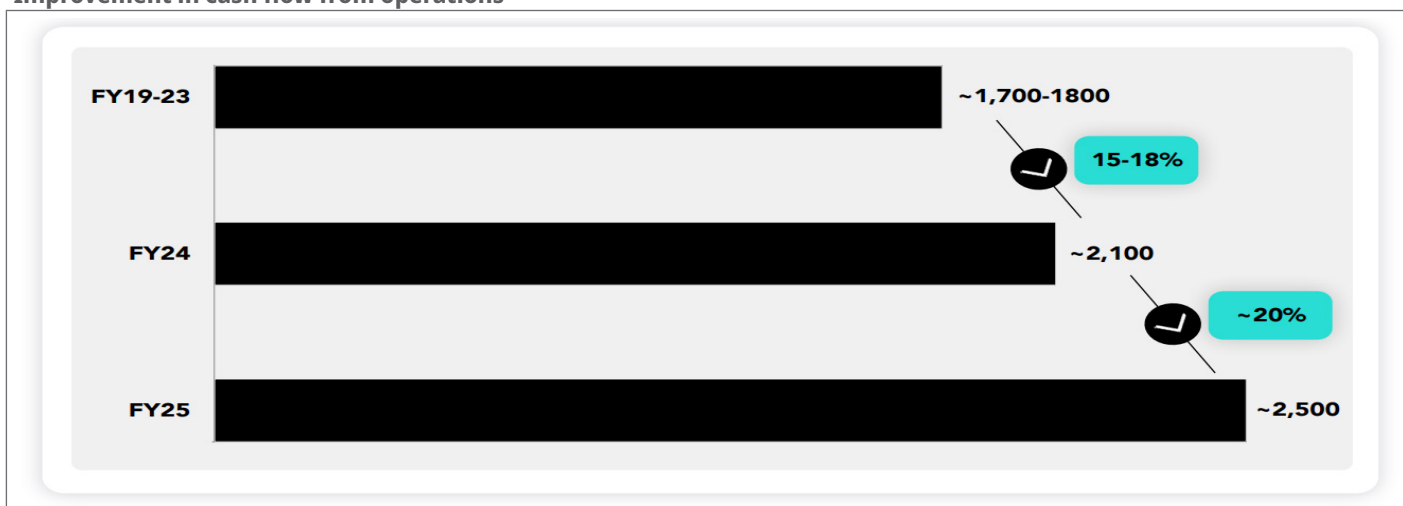 Improvement in cash flow from operations
FY19-23
~1,700-1800
15-18%
FY24
~2,100
~20%
FY25
~2,500